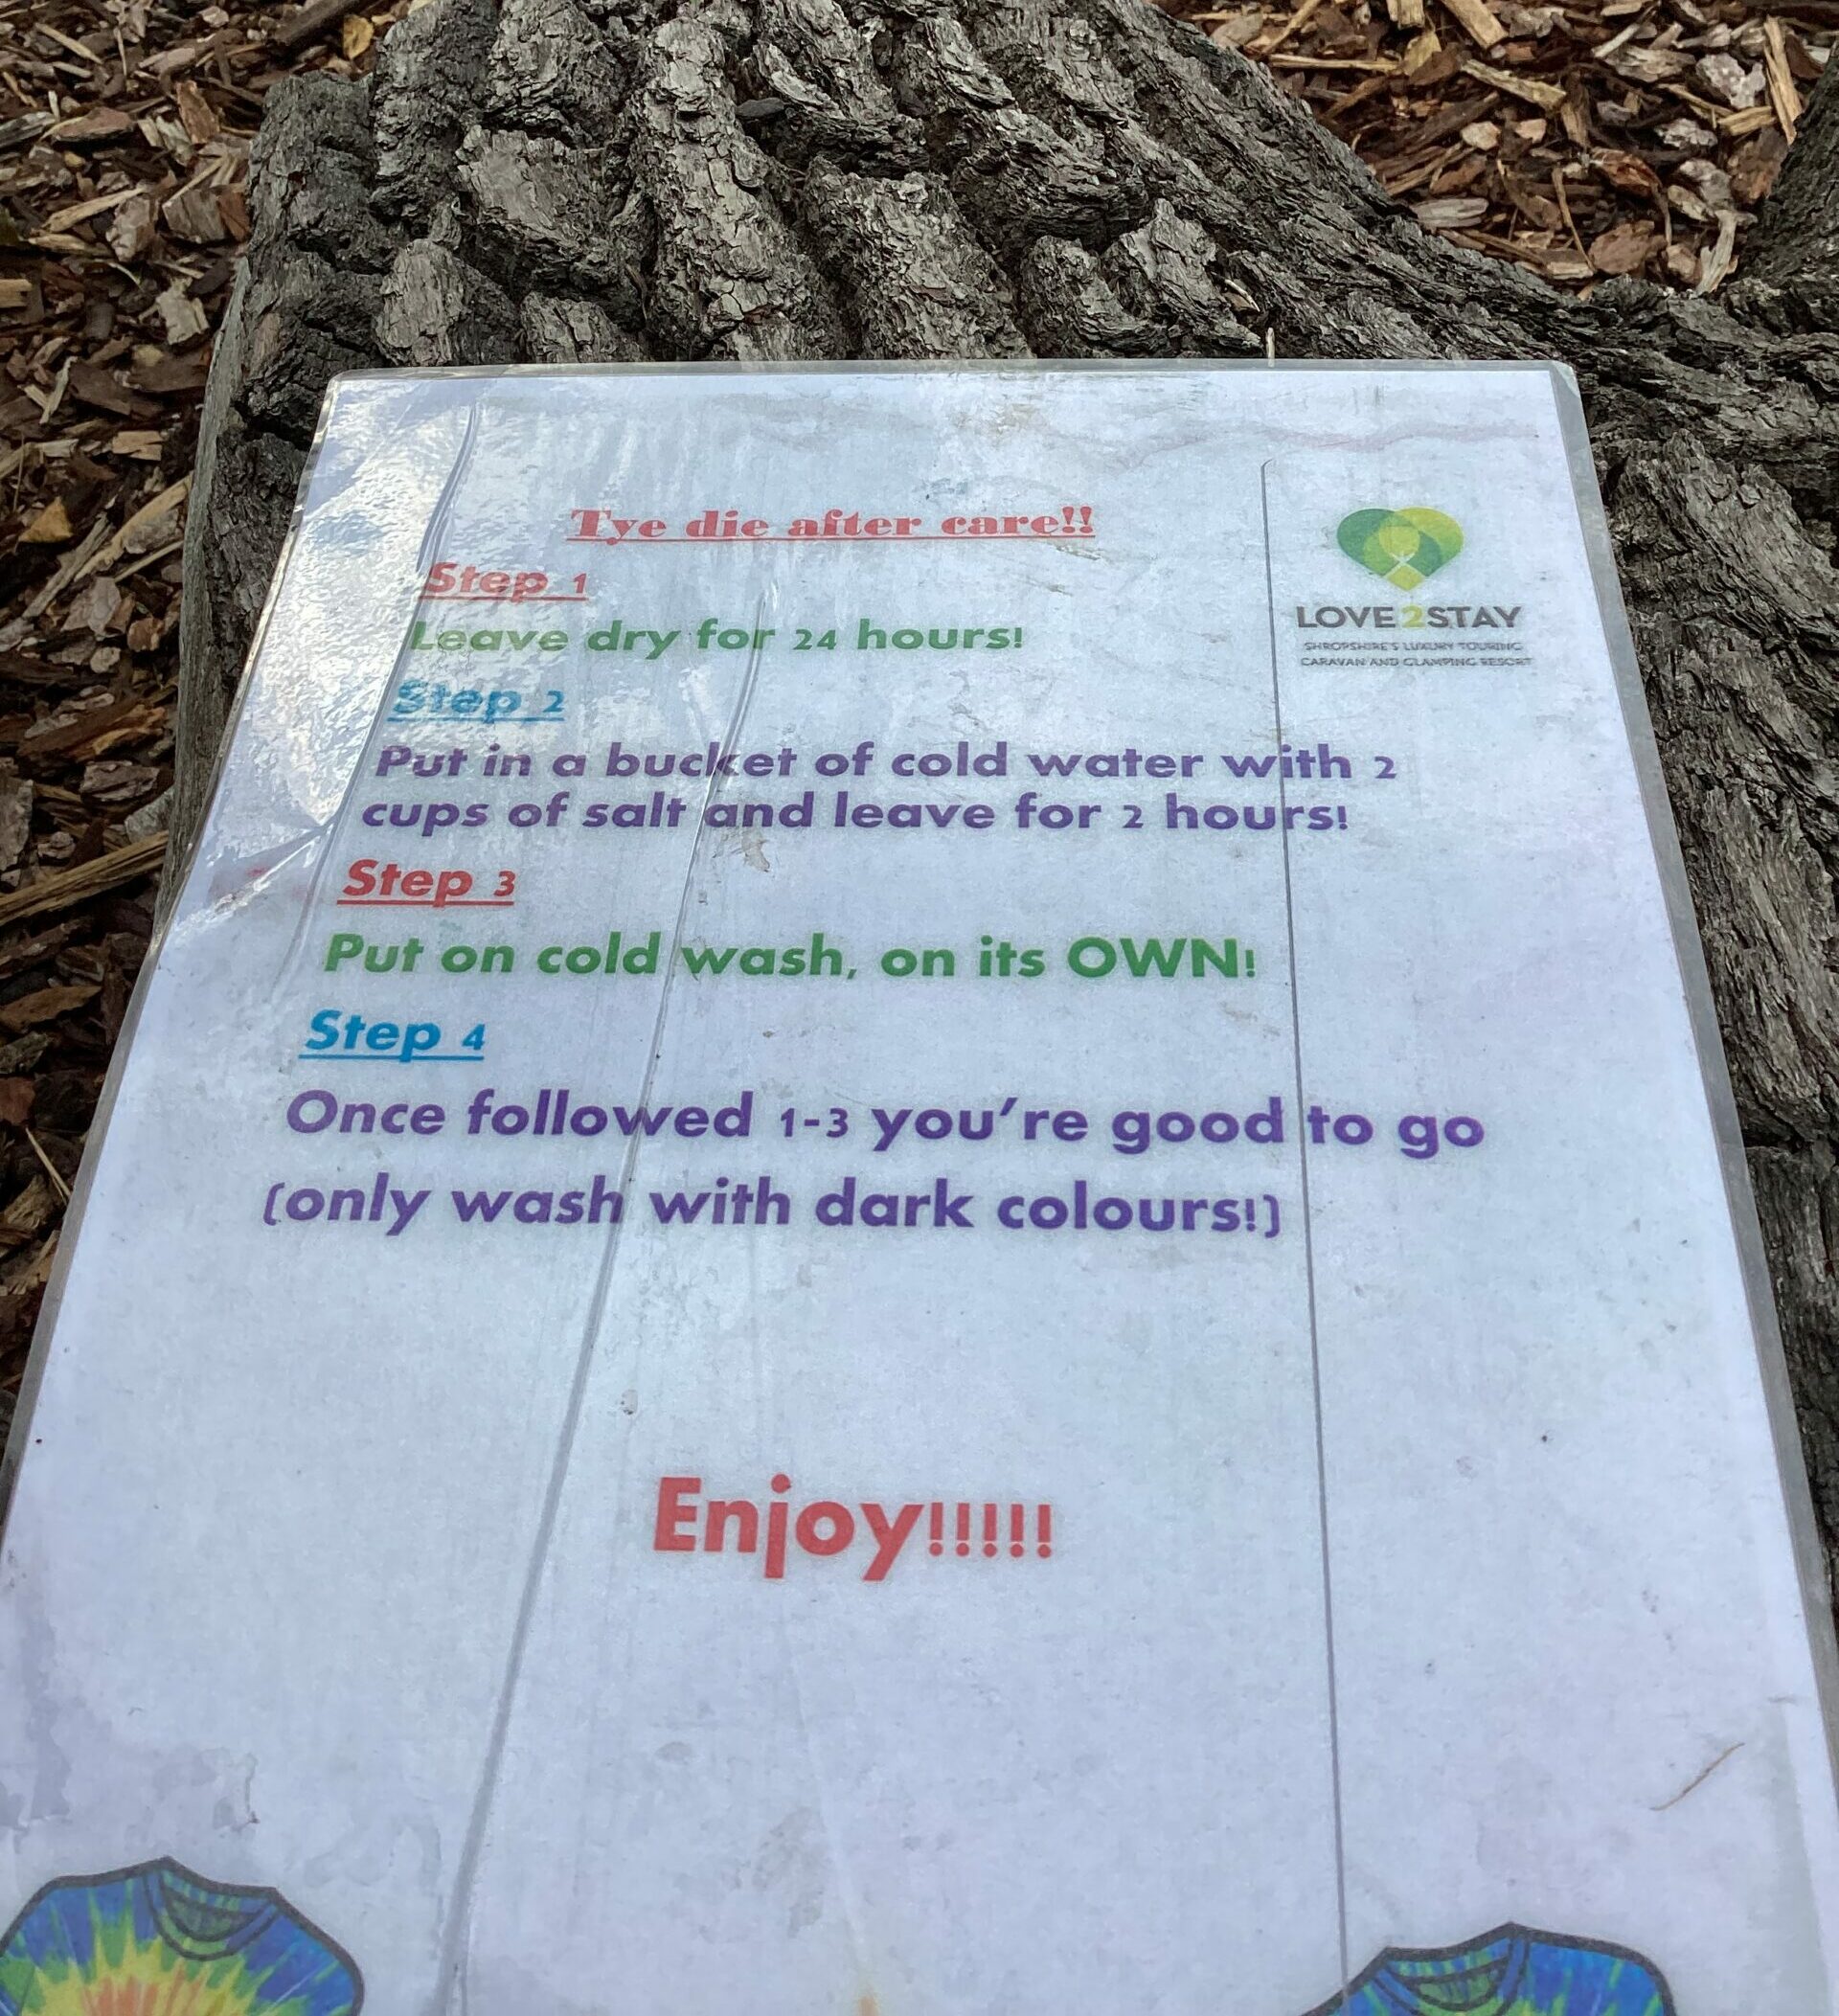 Tye die after care!!
LOVE2STAY
SHROPSHIRE'S LUXURY TOURING
CARAVAN AND GLAMPING RESORT
Step 1
Leave dry for 24 hours!
Step 2
Put in a bucket of cold water with 2
cups of salt and leave for 2 hours!
Step 3
Put on cold wash, on its OWN!
Step 4
Once followed 1-3 you're good to go
(only wash with dark colours!)
Enjoy!!!!!